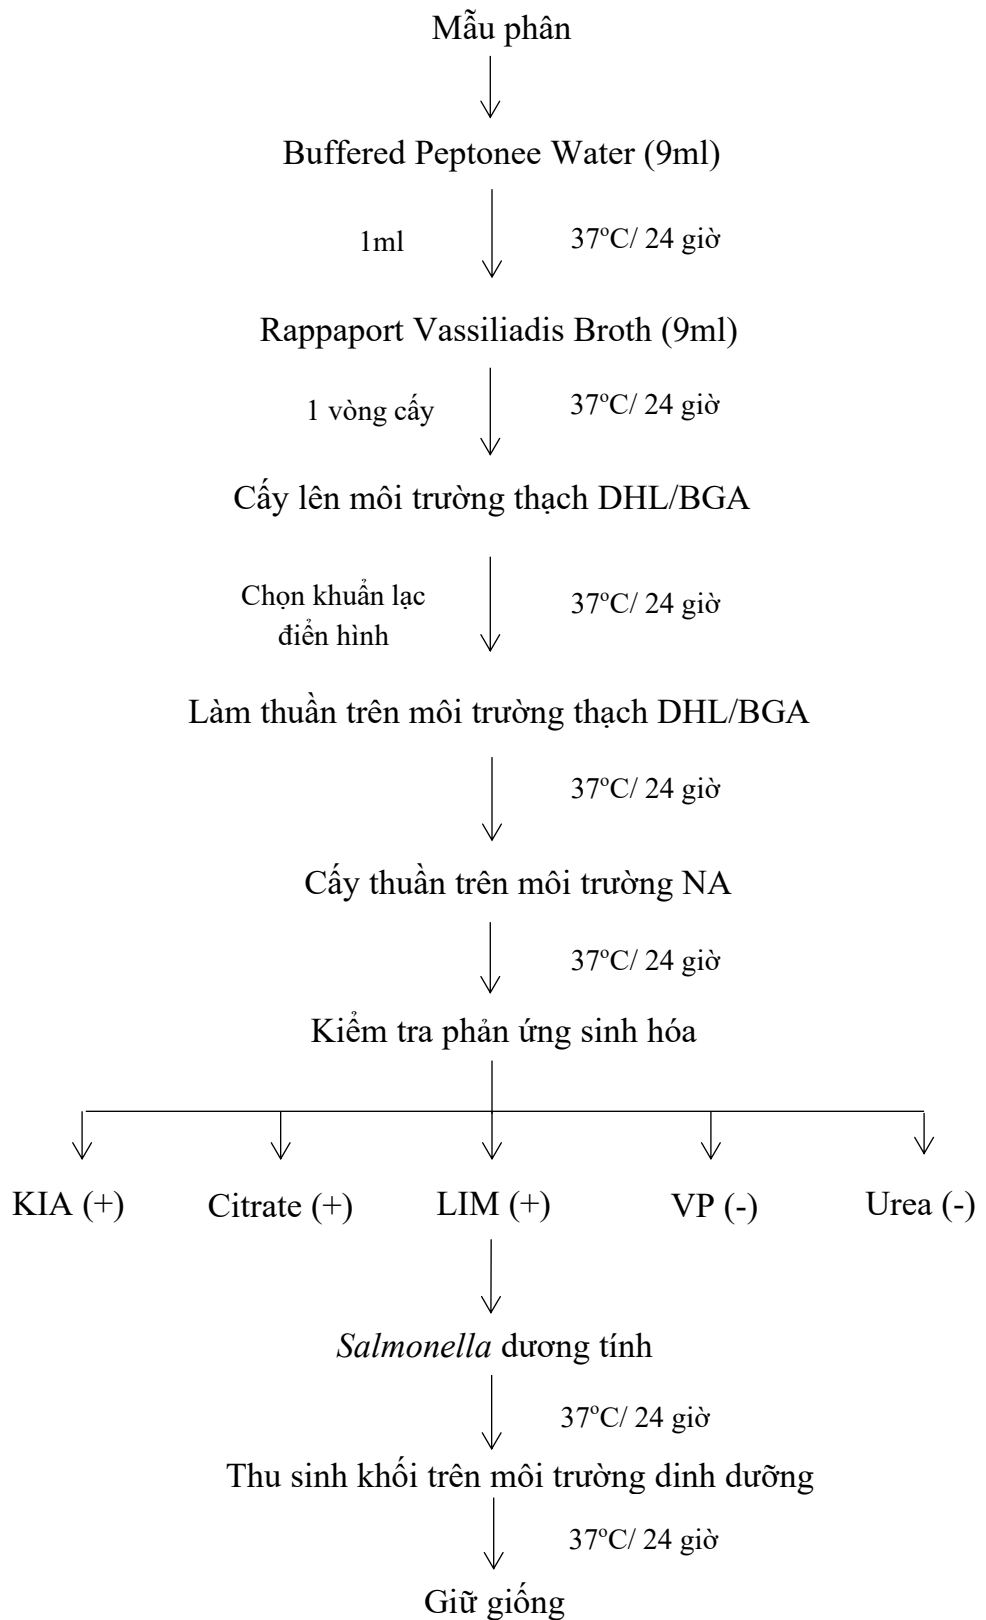 Mẫu phân
Buffered Peptonee Water (9ml)
1ml
37ºC/ 24 giờ
Rappaport Vassiliadis Broth (9ml)
1 vòng cấy
37ºC/ 24 giờ
Cấy lên môi trường thạch DHL/BGA
Chọn khuẩn lạc
điển hình
37ºC/ 24 giờ
Làm thuần trên môi trường thạch DHL/BGA
37ºC/ 24 giờ
Cấy thuần trên môi trường NA
37ºC/ 24 giờ
Kiểm tra phản ứng sinh hóa
KIA (+) Citrate (+) LIM (+) VP (-) Urea (-)
Salmonella dương tính
37ºC/ 24 giờ
Thu sinh khối trên môi trường dinh dưỡng
37ºC/ 24 giờ
Giữ giống